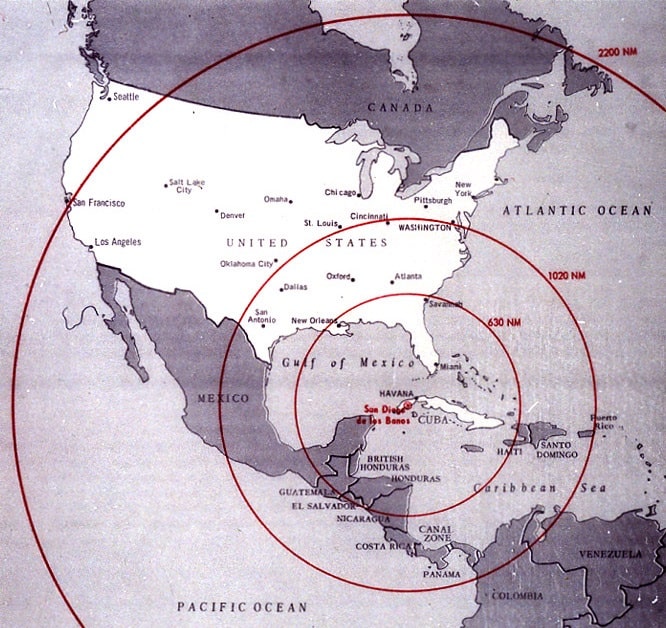 2200 NM
CANADA
Seattle
Salt Lake
City
San Francisco
Denver
Omaha
Chicago
Pittsburgh
New
York
ATLANTIC OCEAN
St. Louis
Cincinnati
WASHINGTON
Los Angeles
UNITED STATES
Oklahoma City
1020 NM
Dallas
Oxford
Atlanta
Savannah
San
Antonio
New Orleans
630 NM
Gulf of Mexico
Miami
MEXICO
HAVANA
San Diego
de los Banos
CUBA
Puerto
Rico
HAITI
SANTO
DOMINGO
BRITISH
HONDURAS
HONDURAS
Caribbean Sea
GUATEMALA
EL SALVADOR
NICARAGUA
CANAL
ZONE
COSTA RICA
PANAMA
VENEZUELA
COLOMBIA
PACIFIC OCEAN